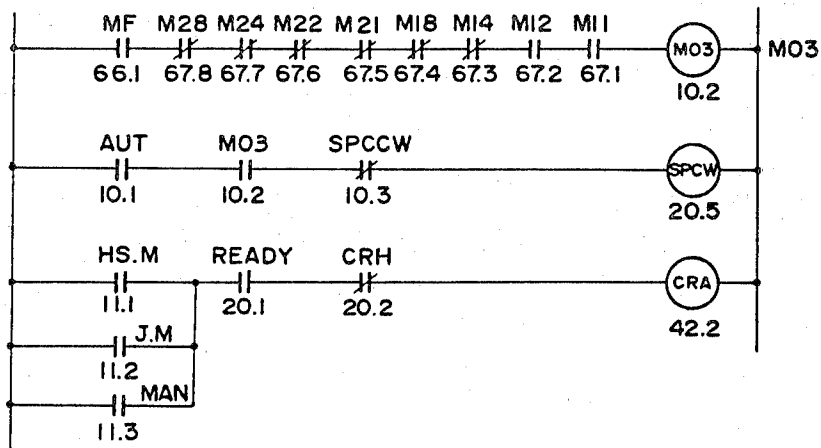 MF M28 M24 M22 M21 M18 M14 M12 M11
MO3 MO3
66.1 67.8 67.7 67.6 67.5 67.4 67.3 67.2 67.1
10.2
AUT MO3 SPCCW
SPCW
10.1 10.2 10.3
20.5
HS.M READY CRH
CRA
11.1 20.1 20.2
42.2
J.M
11.2
MAN
11.3